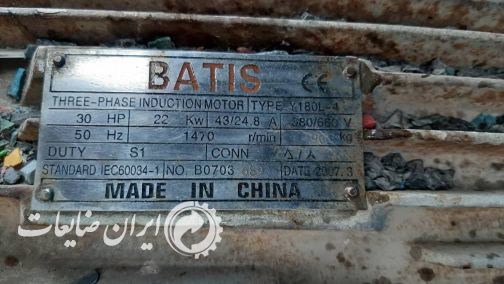 BATIS CE
THREE-PHASE INDUCTION MOTOR TYPE Y180L-4
30 HP 22 Kw 43/24.8 A 380/660 V
50 Hz 1470 r/min kg
DUTY S1 CONN △/人
STANDARD IEC60034-1 NO. B0703 DATE 2007.3
MADE IN CHINA
ایران ضایعات